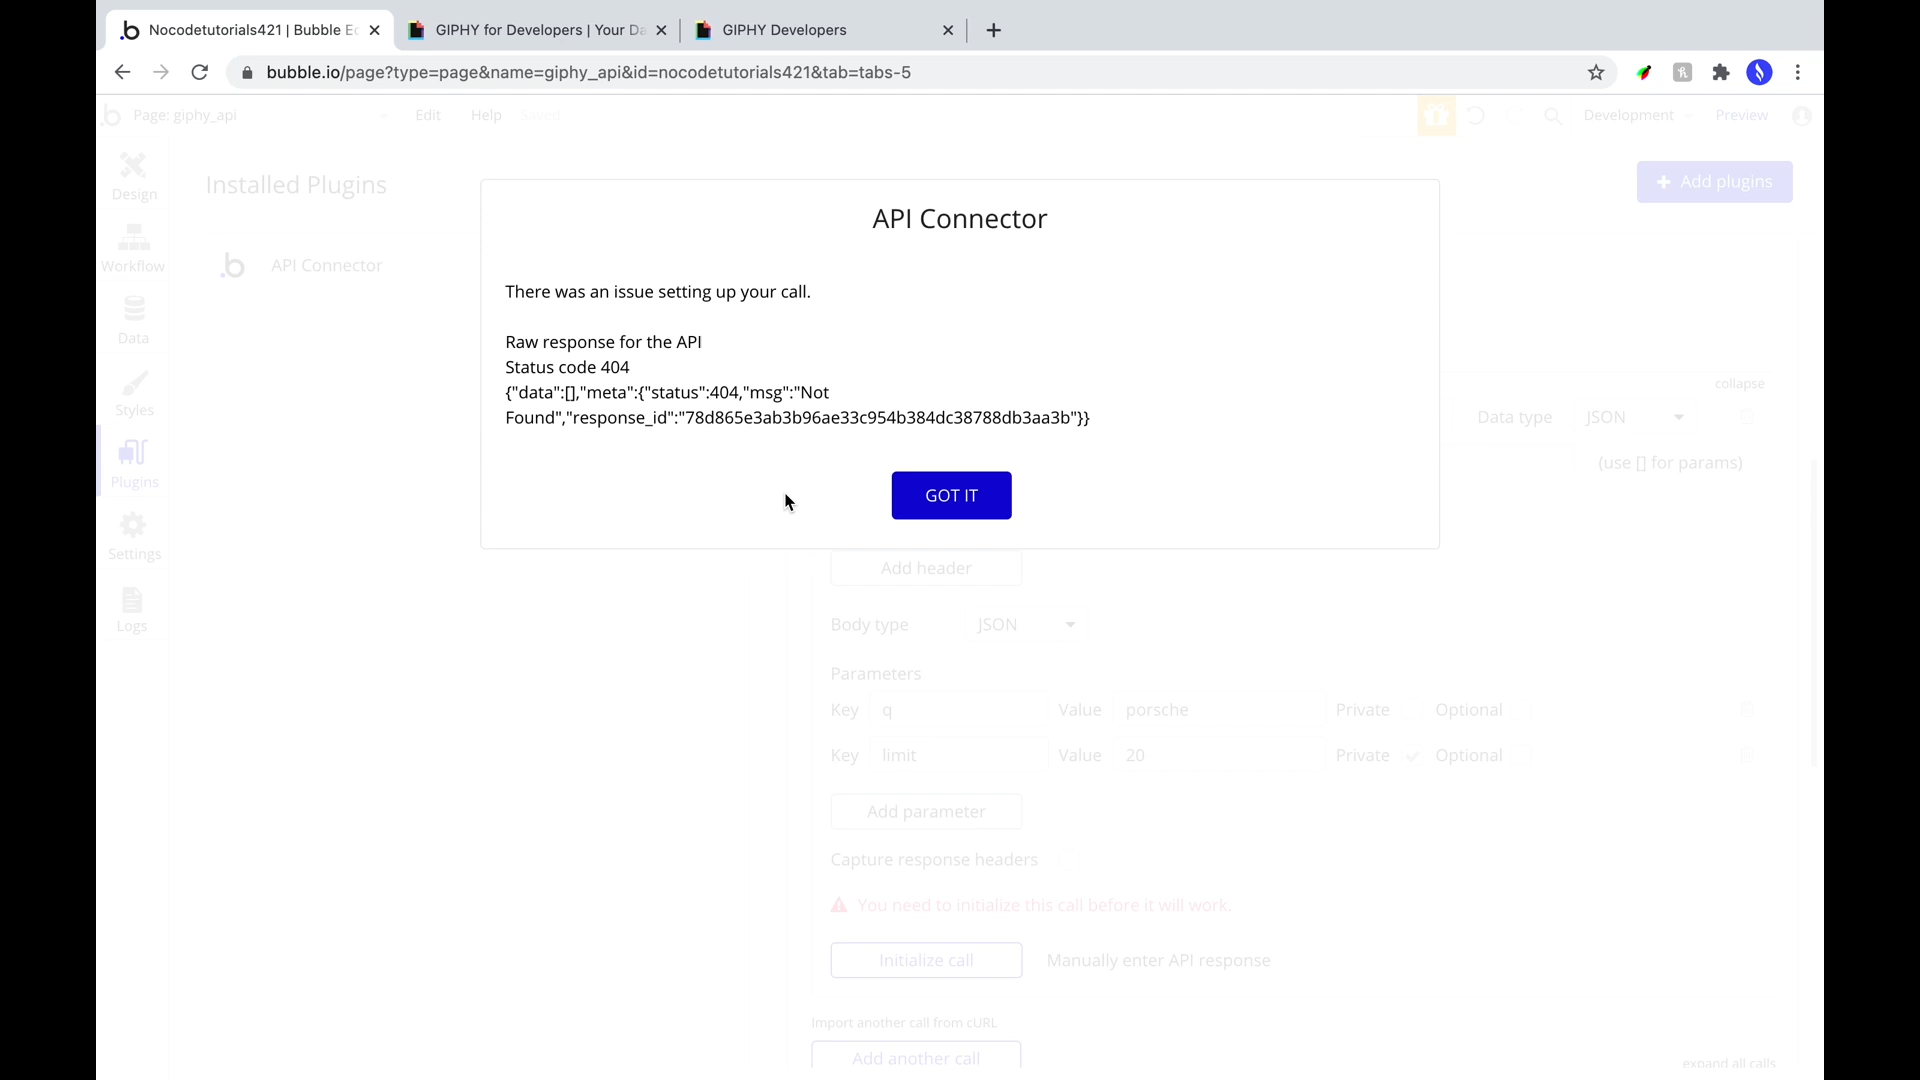 Nocodetutorials421 | Bubble Ec
GIPHY for Developers | Your Da
GIPHY Developers
bubble.io/page?type=page&name=giphy_api&id=nocodetutorials421&tab=tabs-5
Page: giphy_api
Edit
Help
Saved
Development
Preview
Design
Workflow
Data
Styles
Plugins
Settings
Logs
Installed Plugins
Add plugins
API Connector
API Connector
There was an issue setting up your call.
Raw response for the API
Status code 404
{"data":[],"meta":{"status":404,"msg":"Not
Found","response_id":"78d865e3ab3b96ae33c954b384dc38788db3aa3b"}}
GOT IT
collapse
Data type JSON
(use [] for params)
Add header
Body type JSON
Parameters
Key q Value porsche Private Optional
Key limit Value 20 Private Optional
Add parameter
Capture response headers
You need to initialize this call before it will work.
Initialize call Manually enter API response
Import another call from cURL
Add another call
expand all calls